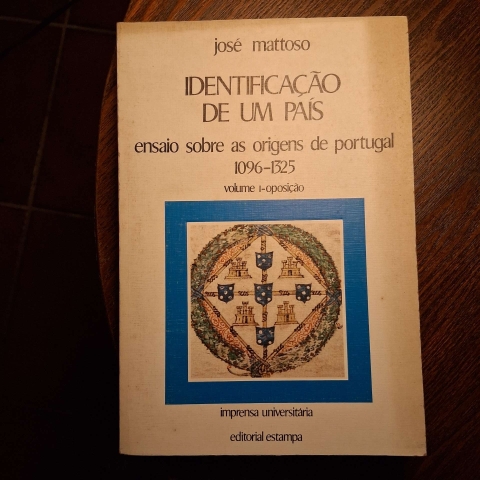 josé mattoso
IDENTIFICAÇÃO
DE UM PAÍS
ensaio sobre as origens de portugal
1096-1325
volume I-oposição
imprensa universitária
editorial estampa